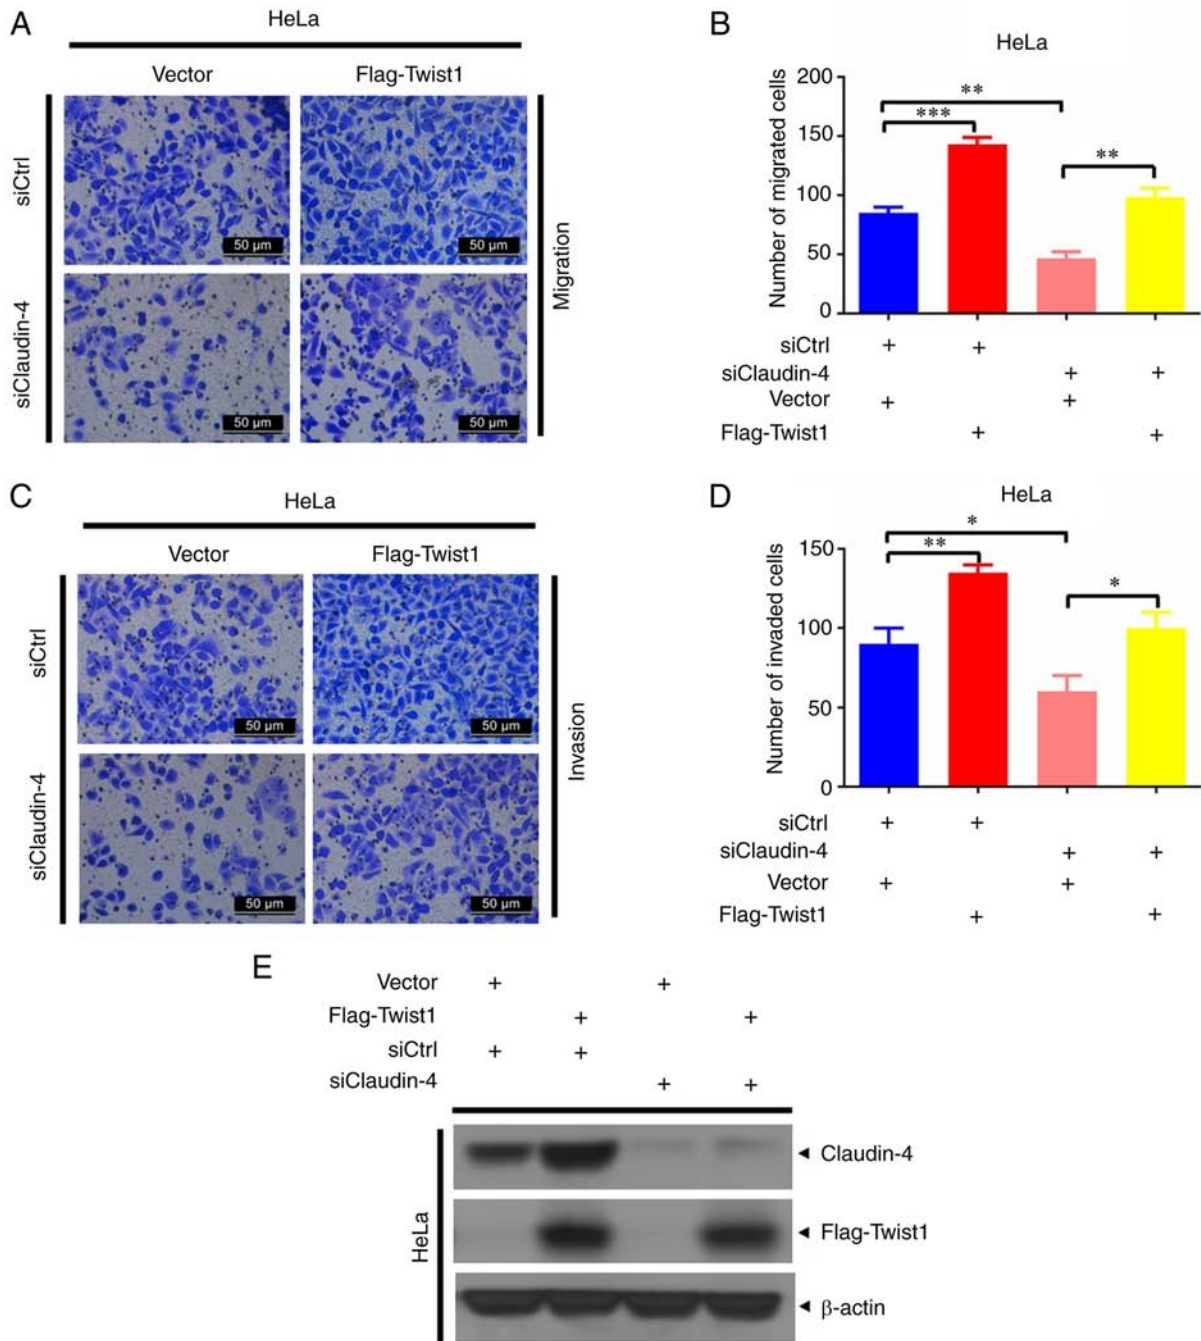 A
HeLa
Vector Flag-Twist1
siCtrl
50 µm 50 µm
siClaudin-4
50 µm 50 µm
Migration
B
HeLa
***
**
**
200
150
100
50
0
Number of migrated cells
siCtrl + +
siClaudin-4 + +
Vector + +
Flag-Twist1 + +
C
HeLa
Vector Flag-Twist1
siCtrl
50 µm 50 µm
siClaudin-4
50 µm 50 µm
Invasion
D
HeLa
*
**
*
150
100
50
0
Number of invaded cells
siCtrl + +
siClaudin-4 + +
Vector + +
Flag-Twist1 + +
E
Vector + +
Flag-Twist1 + +
siCtrl + +
siClaudin-4 + +
HeLa
◄ Claudin-4
◄ Flag-Twist1
◄ β-actin